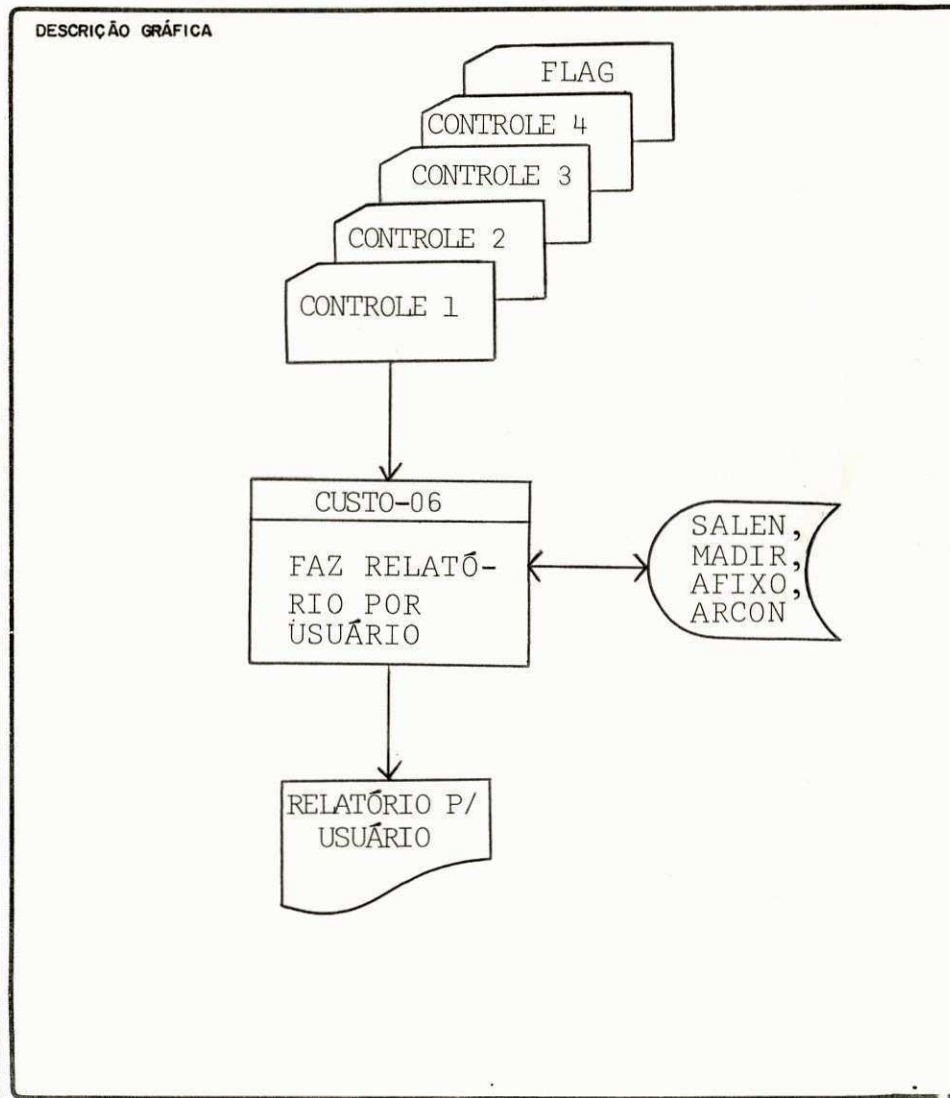 DESCRIÇÃO GRÁFICA
FLAG
CONTROLE 4
CONTROLE 3
CONTROLE 2
CONTROLE 1
CUSTO-06
FAZ RELATÓ-
RIO POR
USUÁRIO
SALEN,
MADIR,
AFIXO,
ARCON
RELATÓRIO P/
USUÁRIO